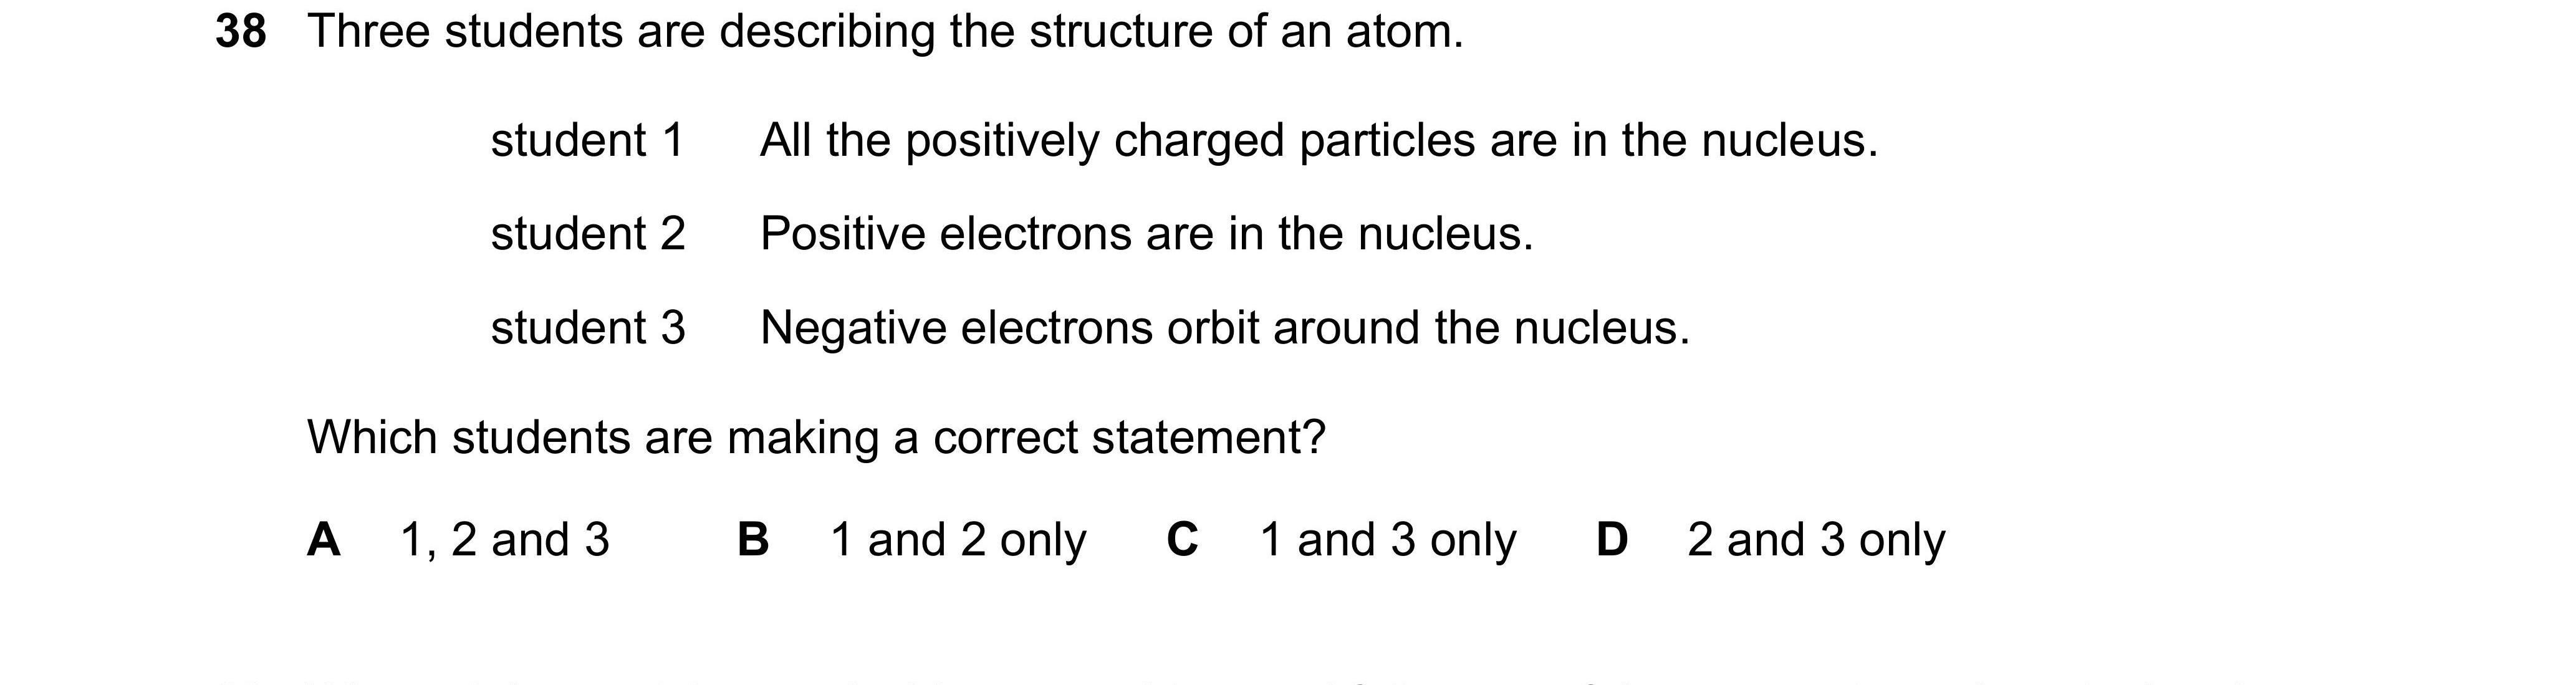 38 Three students are describing the structure of an atom.
student 1 All the positively charged particles are in the nucleus.
student 2 Positive electrons are in the nucleus.
student 3 Negative electrons orbit around the nucleus.
Which students are making a correct statement?
A 1, 2 and 3 B 1 and 2 only C 1 and 3 only D 2 and 3 only